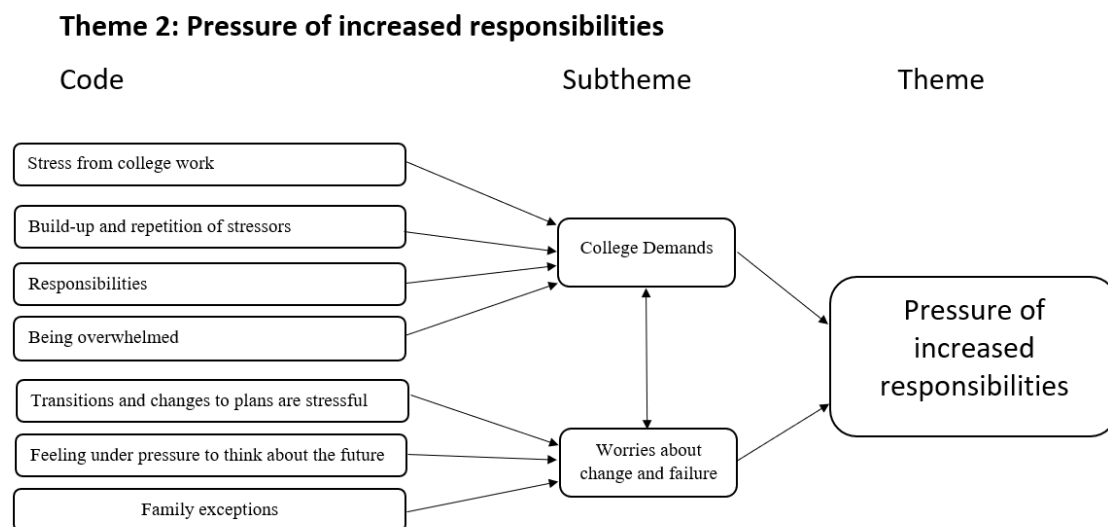 Theme 2: Pressure of increased responsibilities
Code
Subtheme
Theme
Stress from college work
Build-up and repetition of stressors
Responsibilities
Being overwhelmed
Transitions and changes to plans are stressful
Feeling under pressure to think about the future
Family exceptions
College Demands
Worries about
change and failure
Pressure of
increased
responsibilities